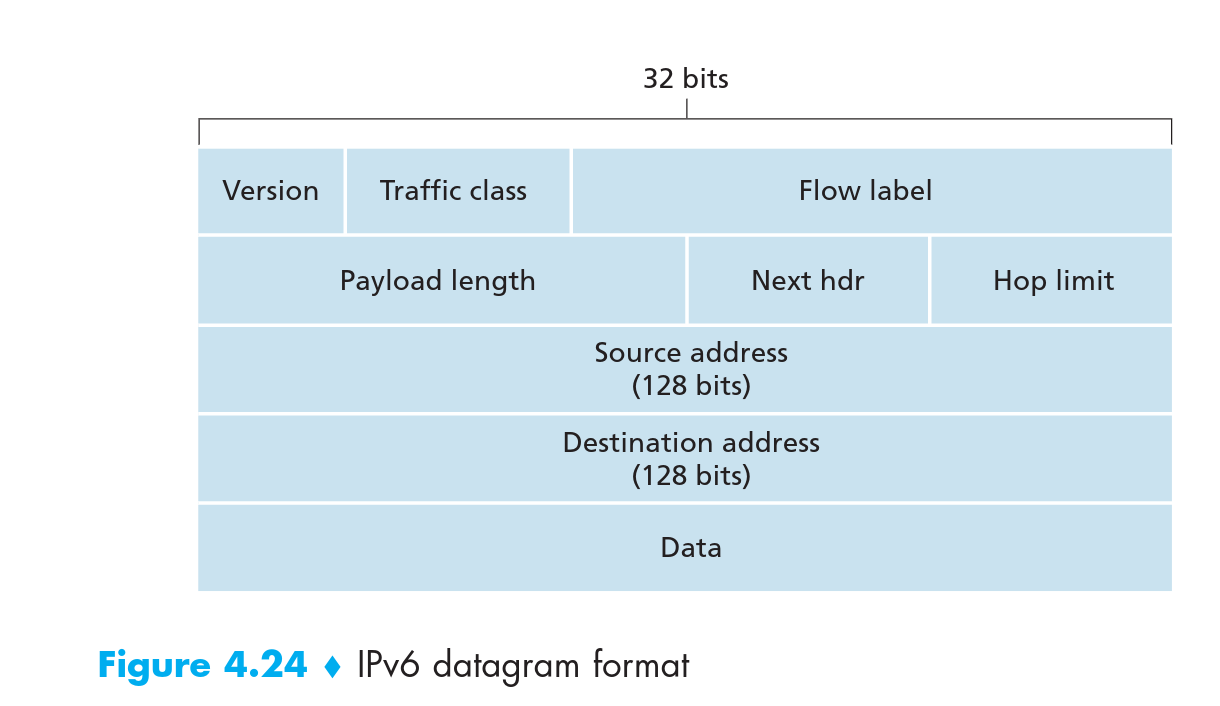 32 bits
Version Traffic class Flow label
Payload length Next hdr Hop limit
Source address
(128 bits)
Destination address
(128 bits)
Data
Figure 4.24 ♦ IPv6 datagram format